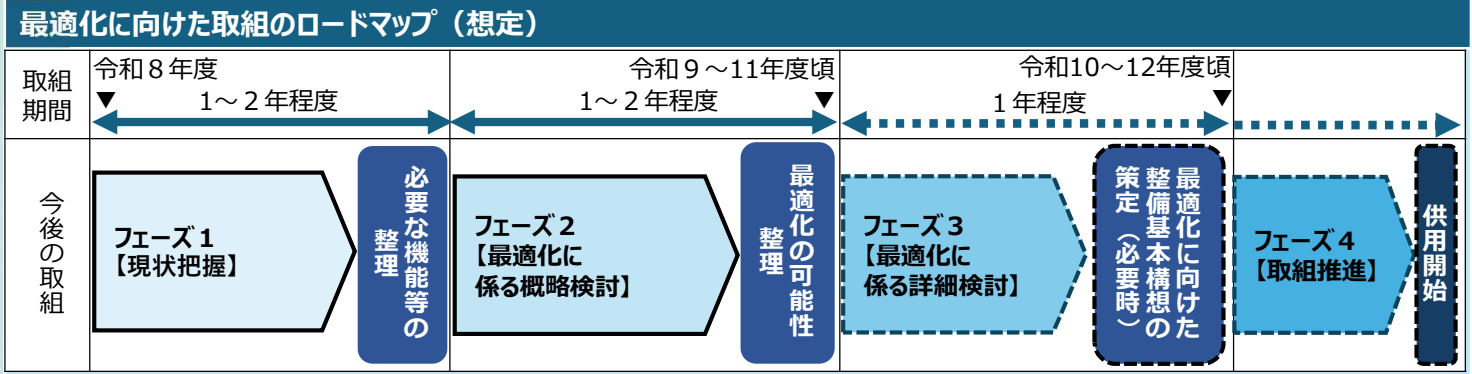 最適化に向けた取組のロードマップ（想定）
取組
期間
令和８年度
▼
1～２年程度
令和９～11年度頃
1～２年程度
▼
令和10～12年度頃
１年程度
▼
今後の取組
フェーズ１
【現状把握】
必要な機能等の
整理
フェーズ２
【最適化に
係る概略検討】
最適化の可能性
整理
フェーズ３
【最適化に
係る詳細検討】
最適化に向けた
整備基本構想の
策定（必要時）
フェーズ４
【取組推進】
供用開始